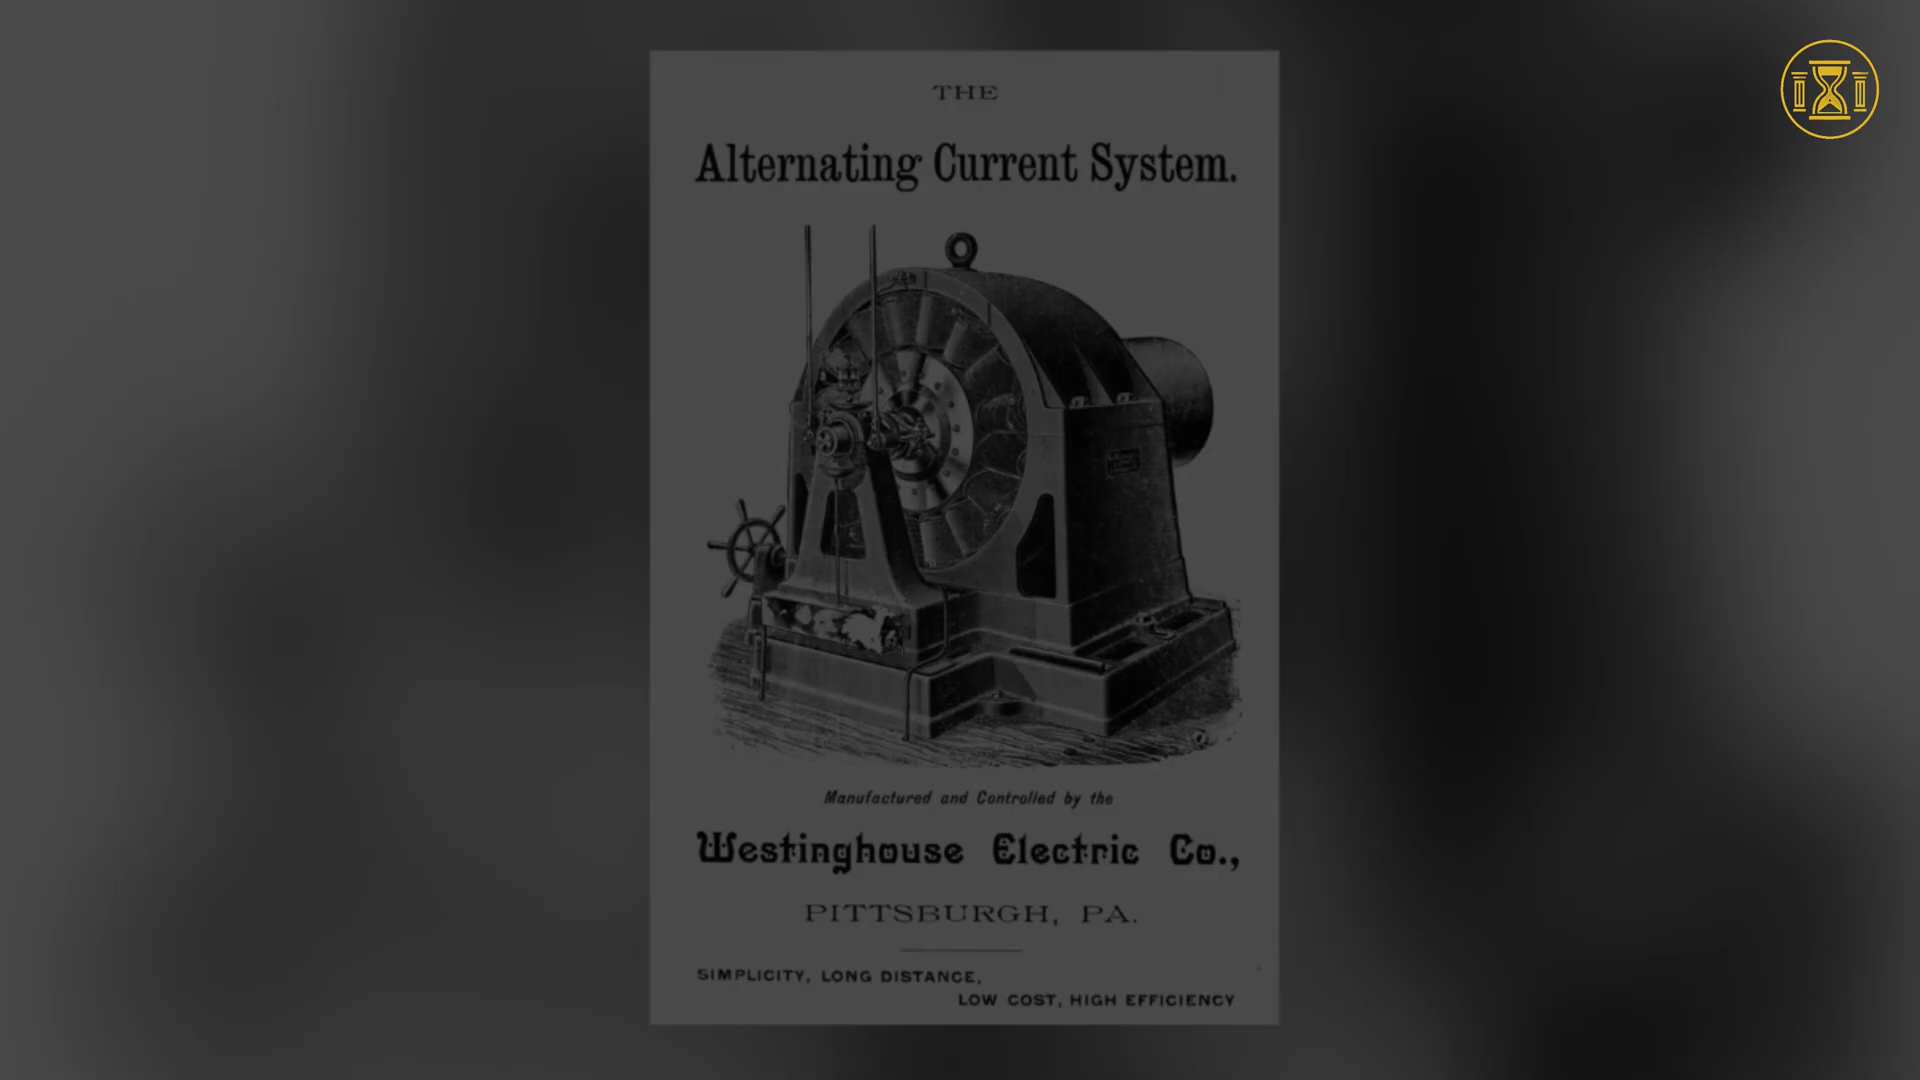 THE
Alternating Current System.
Manufactured and Controlled by the
Westinghouse Electric Co.,
PITTSBURGH, PA.
SIMPLICITY, LONG DISTANCE,
LOW COST, HIGH EFFICIENCY